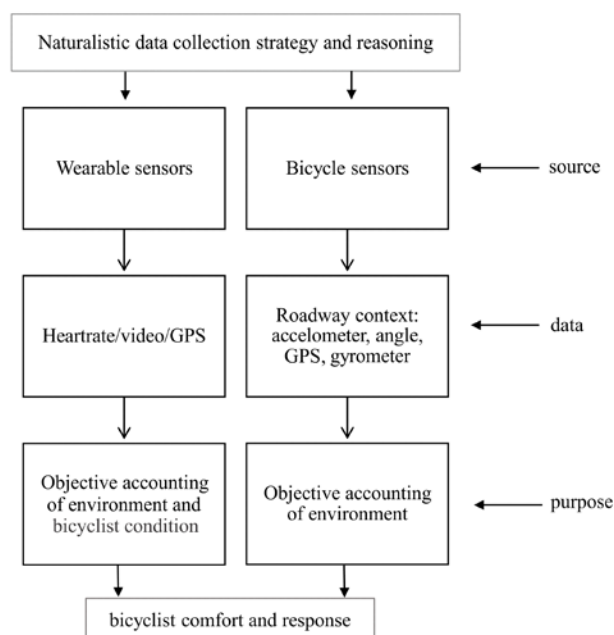 Naturalistic data collection strategy and reasoning
Wearable sensors
Bicycle sensors
source
Heartrate/video/GPS
Roadway context:
accelometer, angle,
GPS, gyrometer
data
Objective accounting
of environment and
bicyclist condition
Objective accounting
of environment
purpose
bicyclist comfort and response